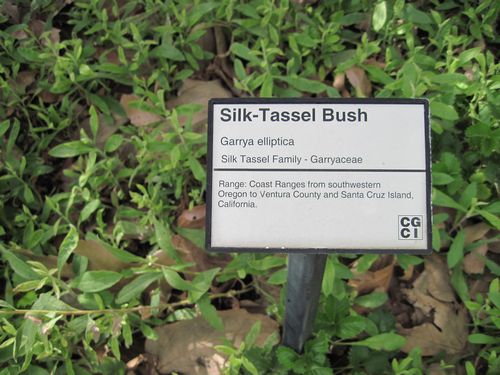 Silk-Tassel Bush
Garrya elliptica
Silk Tassel Family - Garryaceae
Range: Coast Ranges from southwestern
Oregon to Ventura County and Santa Cruz Island,
California.
CG
CI